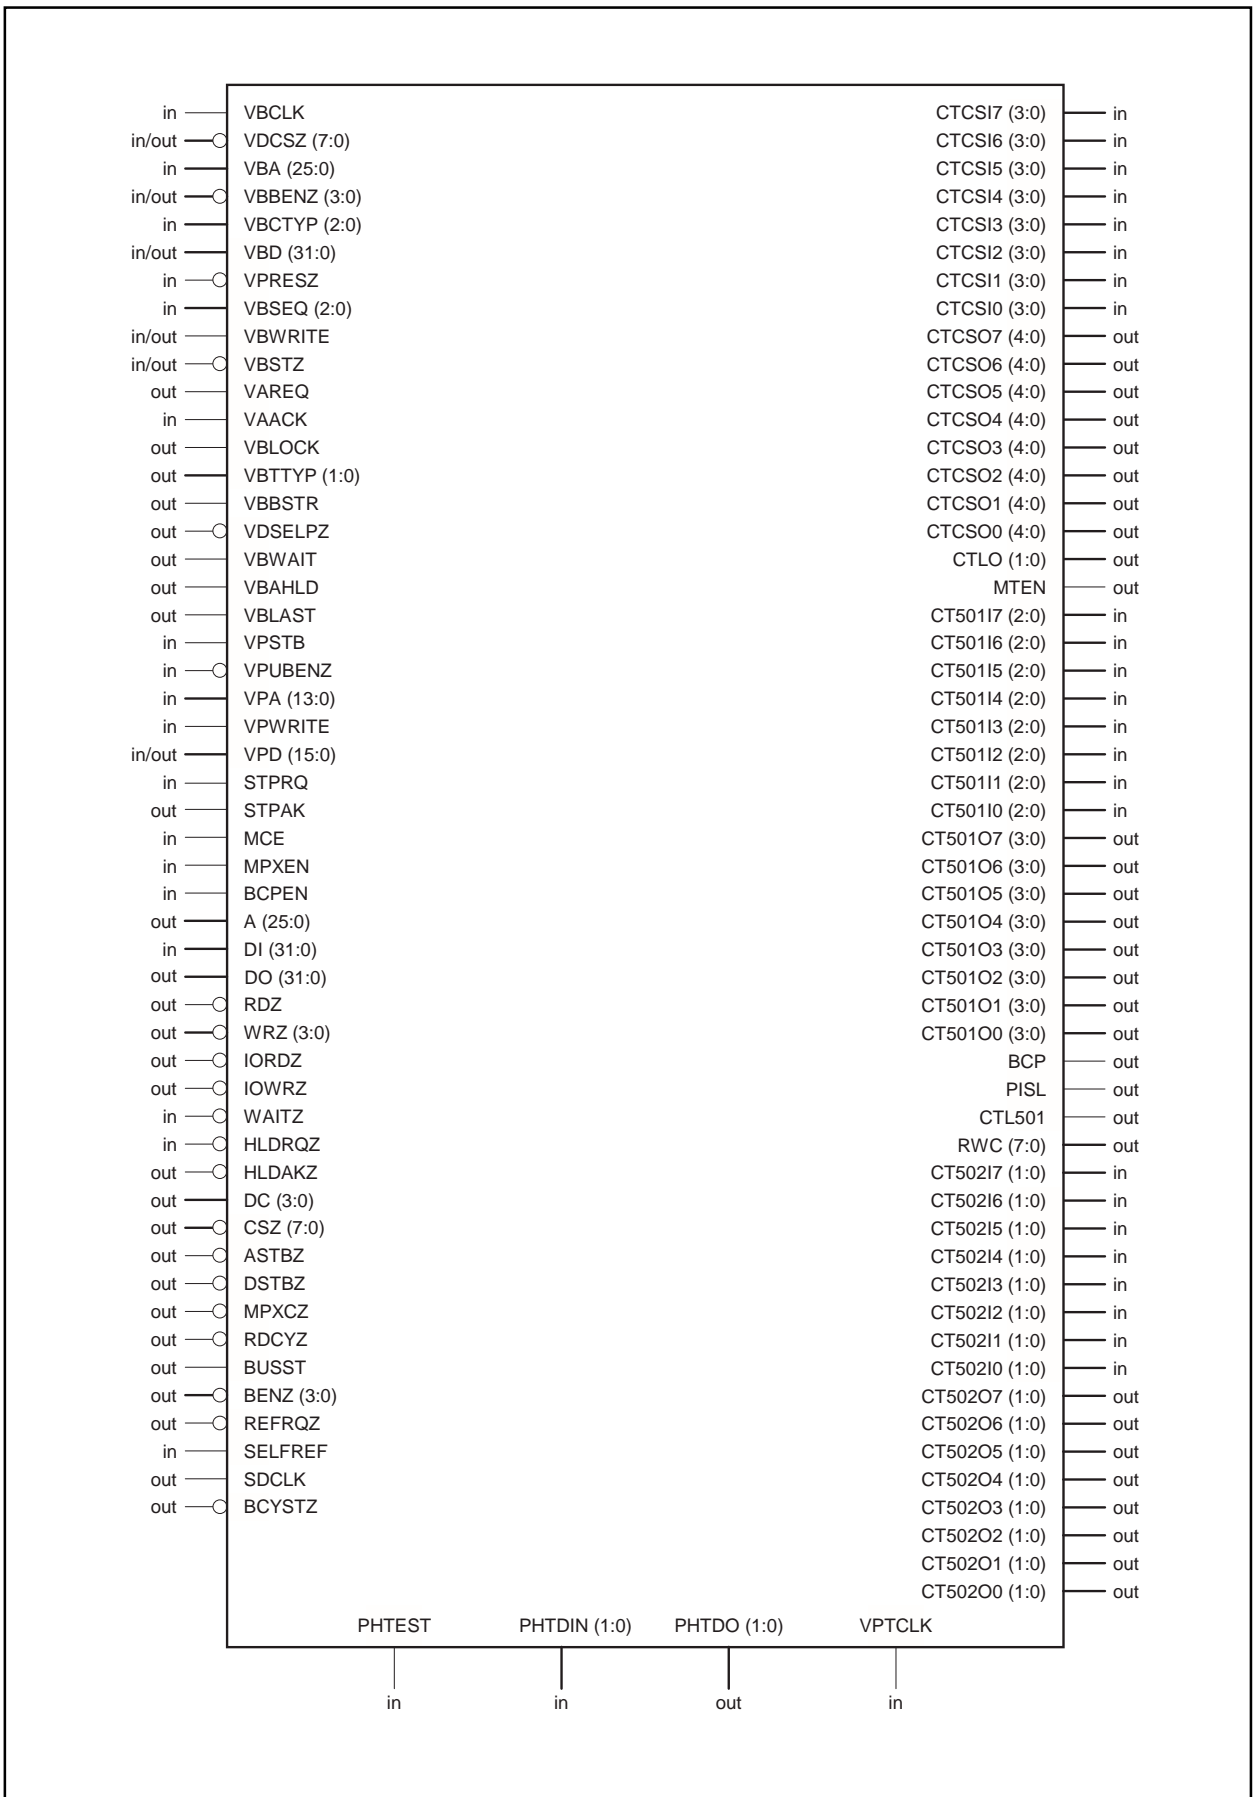 in VBCLK CTCSI7 (3:0) in
in/out VDCSZ (7:0) CTCSI6 (3:0) in
in VBA (25:0) CTCSI5 (3:0) in
in/out VBBENZ (3:0) CTCSI4 (3:0) in
in VBCTYP (2:0) CTCSI3 (3:0) in
in/out VBD (31:0) CTCSI2 (3:0) in
in VPRESZ CTCSI1 (3:0) in
in VBSEQ (2:0) CTCSI0 (3:0) in
in/out VBWRITE CTCSO7 (4:0) out
in/out VBSTZ CTCSO6 (4:0) out
out VAREQ CTCSO5 (4:0) out
in VAACK CTCSO4 (4:0) out
out VBLOCK CTCSO3 (4:0) out
out VBTTYP (1:0) CTCSO2 (4:0) out
out VBBSTR CTCSO1 (4:0) out
out VDSELPZ CTCSO0 (4:0) out
out VBWAIT CTLO (1:0) out
out VBAHLD MTEN out
out VBLAST CT501I7 (2:0) in
in VPSTB CT501I6 (2:0) in
in VPUBENZ CT501I5 (2:0) in
in VPA (13:0) CT501I4 (2:0) in
in VPWRITE CT501I3 (2:0) in
in/out VPD (15:0) CT501I2 (2:0) in
in STPRQ CT501I1 (2:0) in
out STPAK CT501I0 (2:0) in
in MCE CT501O7 (3:0) out
in MPXEN CT501O6 (3:0) out
in BCPEN CT501O5 (3:0) out
out A (25:0) CT501O4 (3:0) out
in DI (31:0) CT501O3 (3:0) out
out DO (31:0) CT501O2 (3:0) out
out RDZ CT501O1 (3:0) out
out WRZ (3:0) CT501O0 (3:0) out
out IORDZ BCP out
out IOWRZ PISL out
in WAITZ CTL501 out
in HLDRQZ RWC (7:0) out
out HLDAKZ CT502I7 (1:0) in
out DC (3:0) CT502I6 (1:0) in
out CSZ (7:0) CT502I5 (1:0) in
out ASTBZ CT502I4 (1:0) in
out DSTBZ CT502I3 (1:0) in
out MPXCZ CT502I2 (1:0) in
out RDCYZ CT502I1 (1:0) in
out BUSST CT502I0 (1:0) in
out BENZ (3:0) CT502O7 (1:0) out
out REFRQZ CT502O6 (1:0) out
in SELFREF CT502O5 (1:0) out
out SDCLK CT502O4 (1:0) out
out BCYSTZ CT502O3 (1:0) out
CT502O2 (1:0) out
CT502O1 (1:0) out
CT502O0 (1:0) out
PHTEST PHTDIN (1:0) PHTDO (1:0) VPTCLK
in in out in